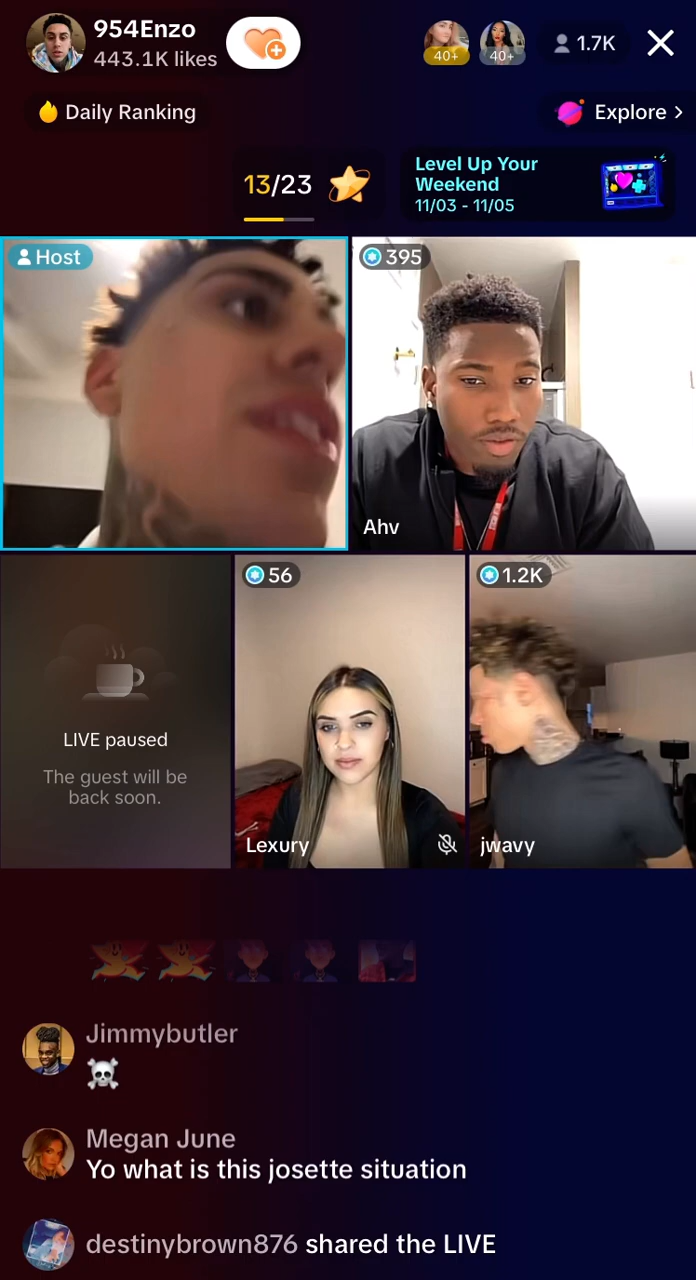 954Enzo
443.1K likes
40+
40+
1.7K
Daily Ranking
Explore >
13/23
Level Up Your
Weekend
11/03 - 11/05
Host
395
Ahv
LIVE paused
The guest will be
back soon.
56
Lexury
1.2K
jwavy
Jimmybutler
☠️
Megan June
Yo what is this josette situation
destinybrown876 shared the LIVE